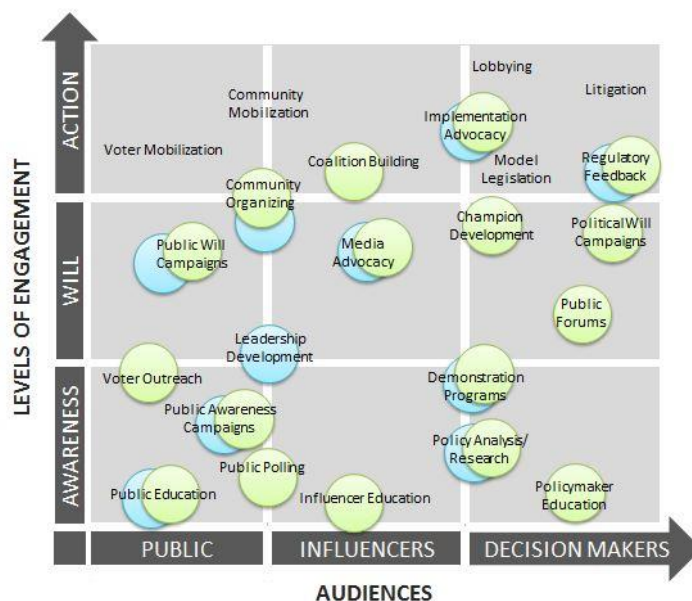 LEVELS OF ENGAGEMENT
ACTION
WILL
AWARENESS
Lobbying
Litigation
Community
Mobilization
Implementation
Advocacy
Voter Mobilization
Coalition Building
Model
Legislation
Regulatory
Feedback
Community
Organizing
Champion
Development
Political Will
Campaigns
Public Will
Campaigns
Media
Advocacy
Public
Forums
Leadership
Development
Voter Outreach
Demonstration
Programs
Public Awareness
Campaigns
Policy Analysis/
Research
Public Polling
Public Education
Influencer Education
Policymaker
Education
PUBLIC
INFLUENCERS
DECISION MAKERS
AUDIENCES